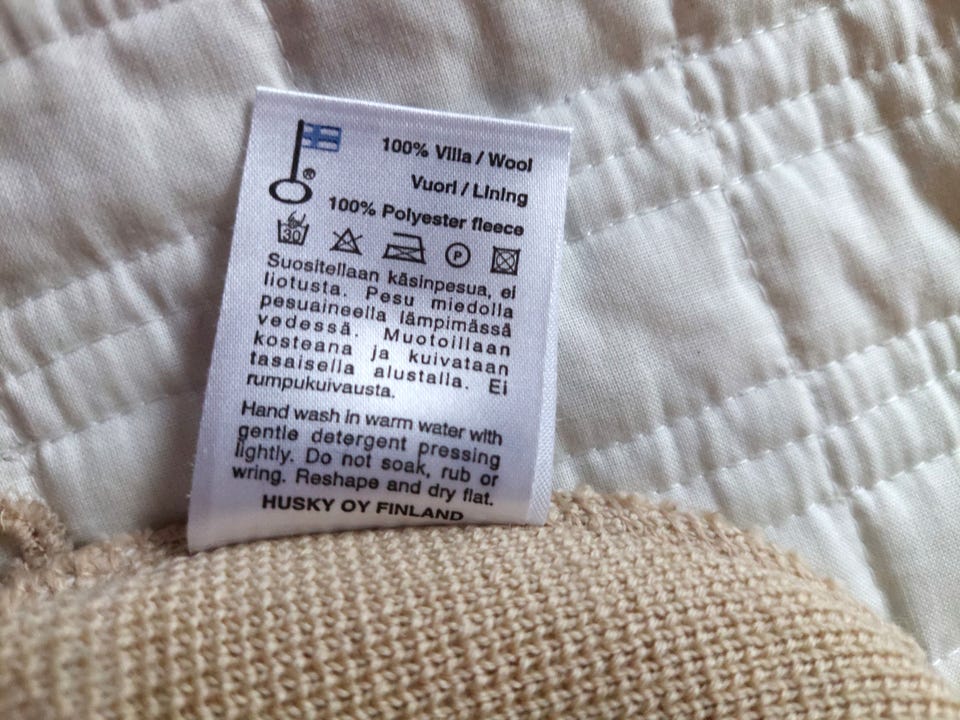 100% Villa / Wool
®
Vuori / Lining
100% Polyester fleece
30 P
Suositellaan käsinpesua, ei
liotusta. Pesu miedolla
pesuaineella lämpimässä
vedessä. Muotoillaan
kosteana ja kuivataan
tasaisella alustalla. Ei
rumpukuivausta.
Hand wash in warm water with
gentle detergent pressing
lightly. Do not soak, rub or
wring. Reshape and dry flat.
HUSKY OY FINLAND